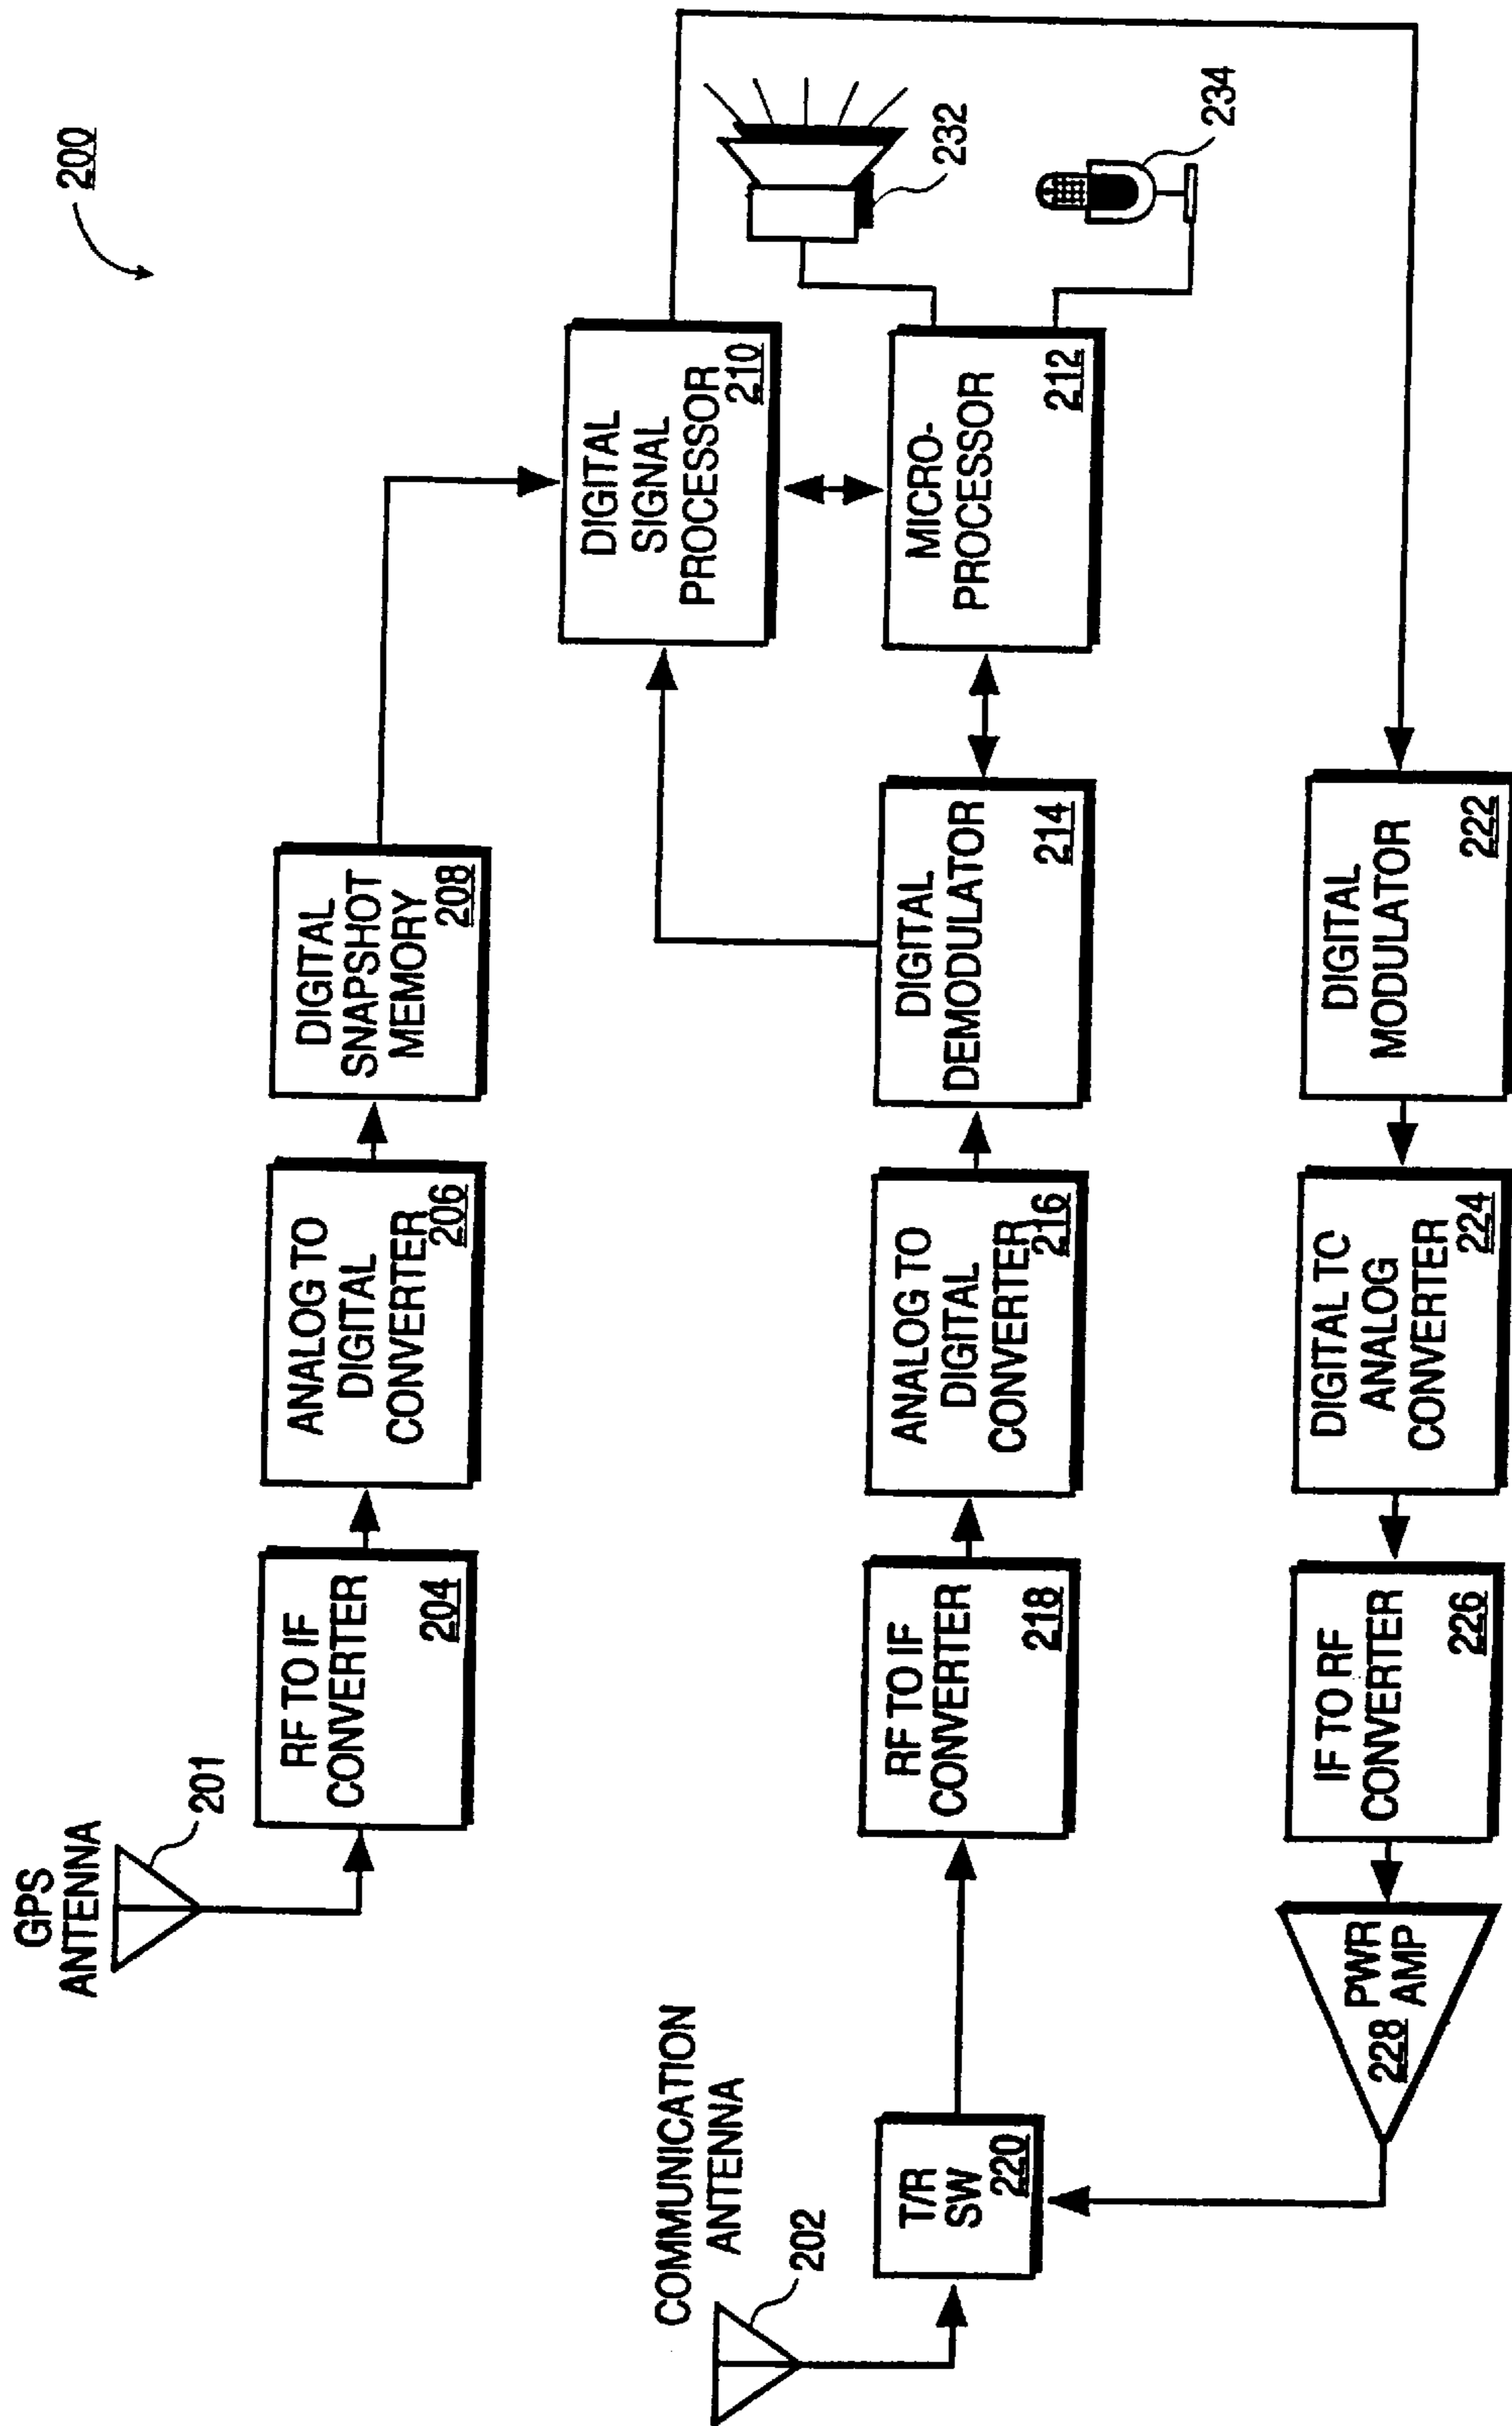 200
GPS
ANTENNA
201
RF TO IF
CONVERTER
204
ANALOG TO
DIGITAL
CONVERTER
206
DIGITAL
SNAPSHOT
MEMORY
208
DIGITAL
SIGNAL
PROCESSOR
210
232
COMMUNICATION
ANTENNA
202
T/R
SW
220
RF TO IF
CONVERTER
218
ANALOG TO
DIGITAL
CONVERTER
216
DIGITAL
DEMODULATOR
214
MICRO-
PROCESSOR
212
234
PWR
AMP
228
IF TO RF
CONVERTER
226
DIGITAL TO
ANALOG
CONVERTER
224
DIGITAL
MODULATOR
222